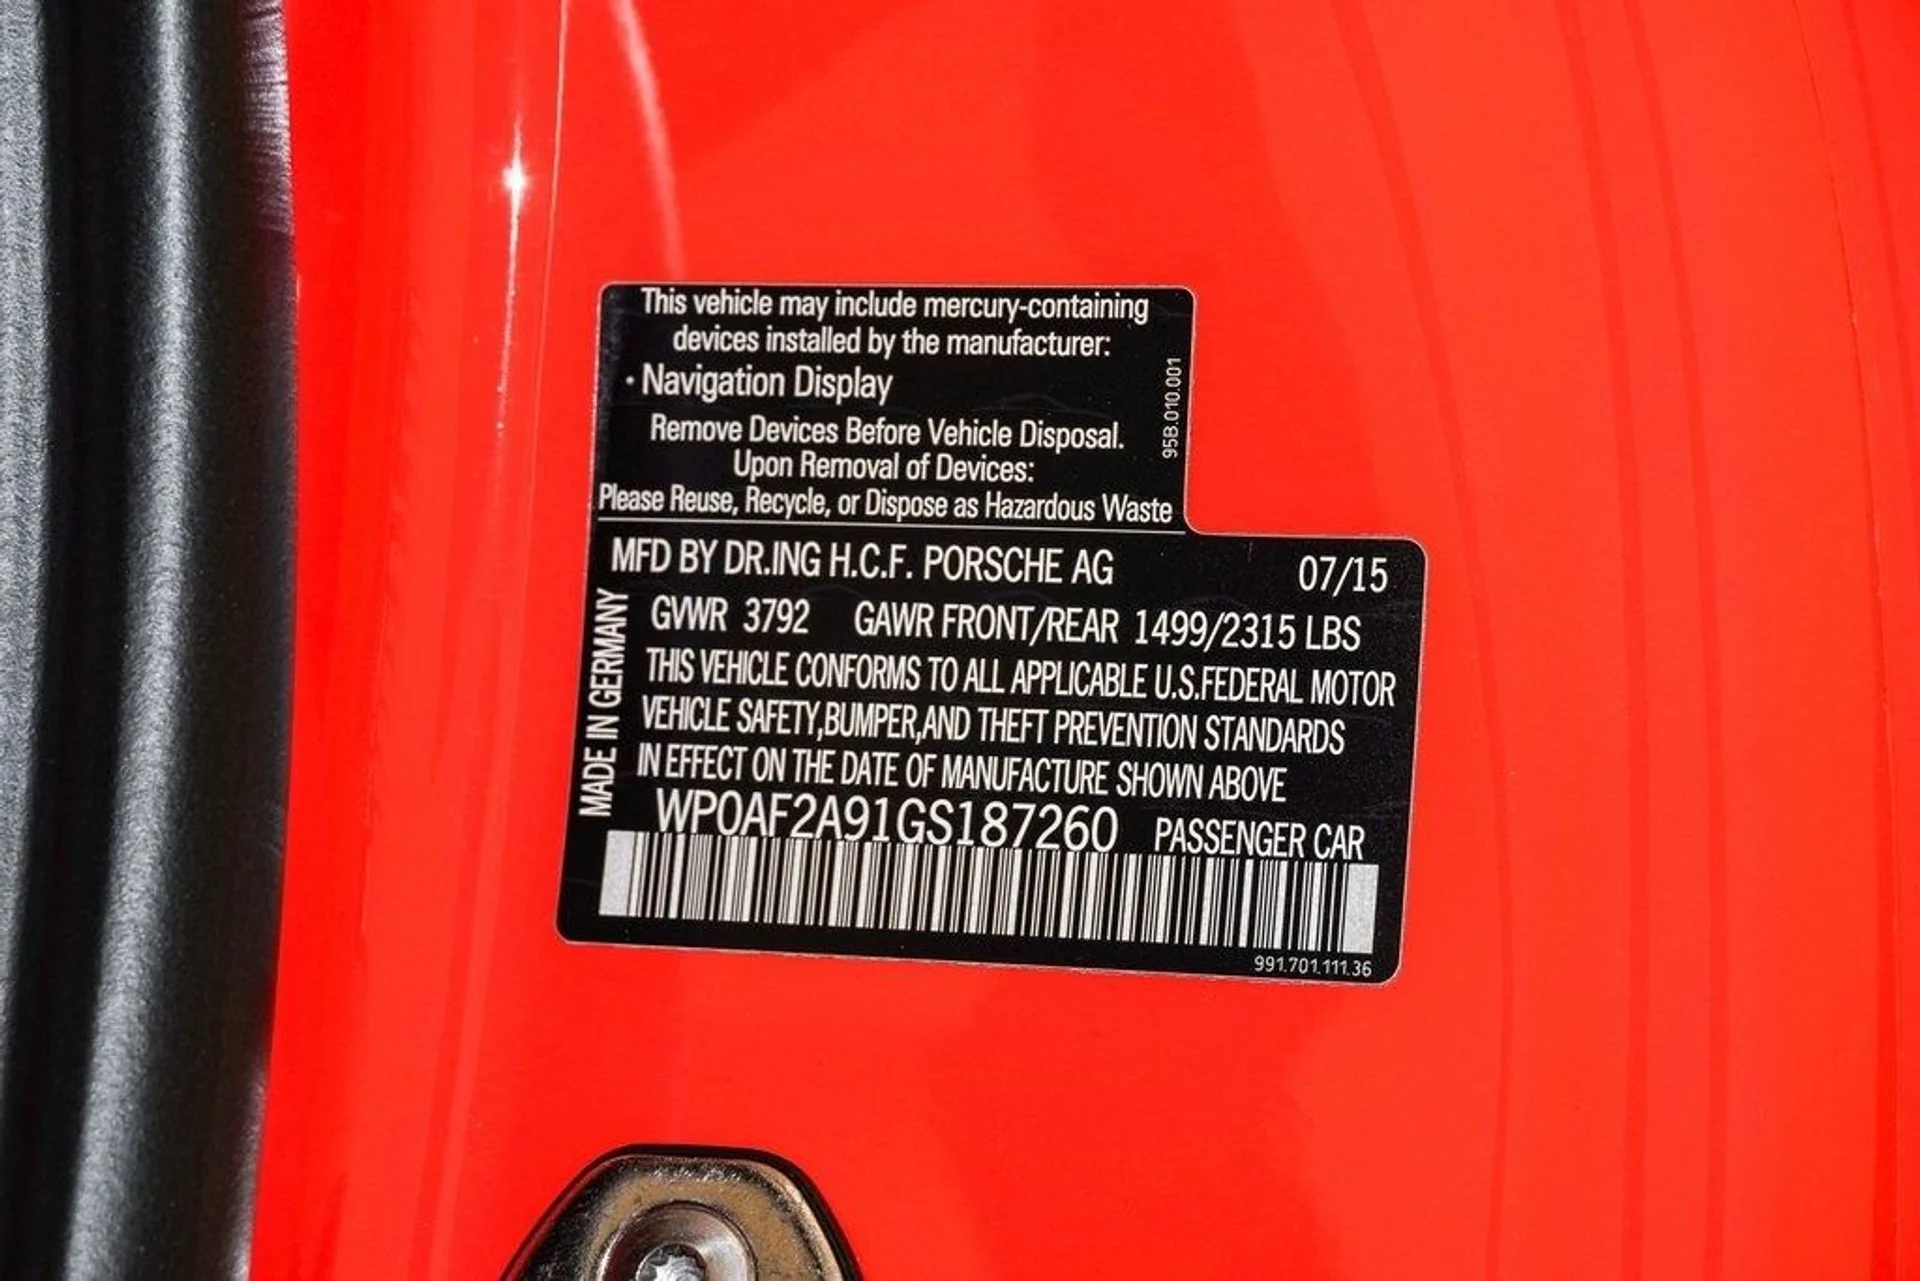 This vehicle may include mercury-containing
devices installed by the manufacturer:
· Navigation Display
Remove Devices Before Vehicle Disposal.
Upon Removal of Devices:
Please Reuse, Recycle, or Dispose as Hazardous Waste
95B.010.001
MFD BY DR.ING H.C.F. PORSCHE AG 07/15
GVWR 3792 GAWR FRONT/REAR 1499/2315 LBS
THIS VEHICLE CONFORMS TO ALL APPLICABLE U.S.FEDERAL MOTOR
VEHICLE SAFETY,BUMPER,AND THEFT PREVENTION STANDARDS
IN EFFECT ON THE DATE OF MANUFACTURE SHOWN ABOVE
MADE IN GERMANY
WP0AF2A91GS187260 PASSENGER CAR
991.701.111.36